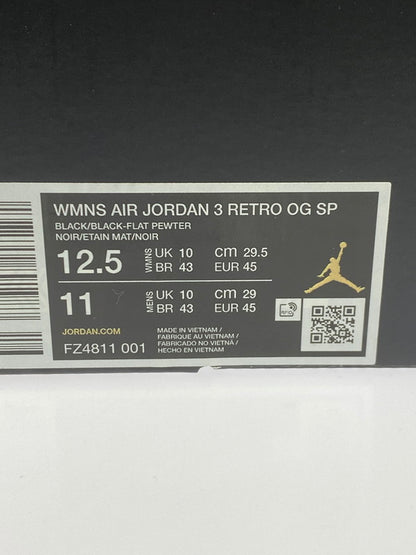 WMNS AIR JORDAN 3 RETRO OG SP
BLACK/BLACK-FLAT PEWTER
NOIR/ETAIN MAT/NOIR
12.5 WMNS UK 10 CM 29.5
BR 43 EUR 45
11 MENS UK 10 CM 29
BR 43 EUR 45
JORDAN.COM
FZ4811 001
MADE IN VIETNAM /
FABRIQUE AU VIETNAM /
FABRICADO NO VIETNÃ /
HECHO EN VIETNAM
RFID